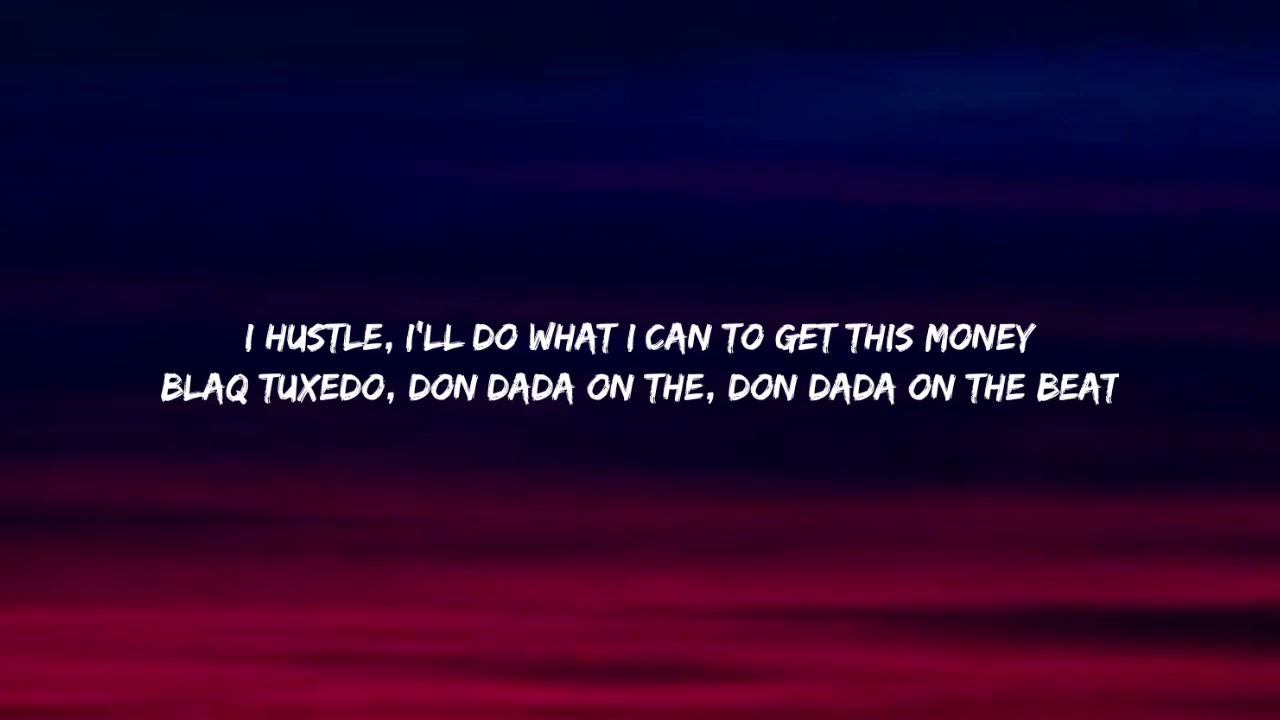 I HUSTLE, I'LL DO WHAT I CAN TO GET THIS MONEY
BLAQ TUXEDO, DON DADA ON THE, DON DADA ON THE BEAT